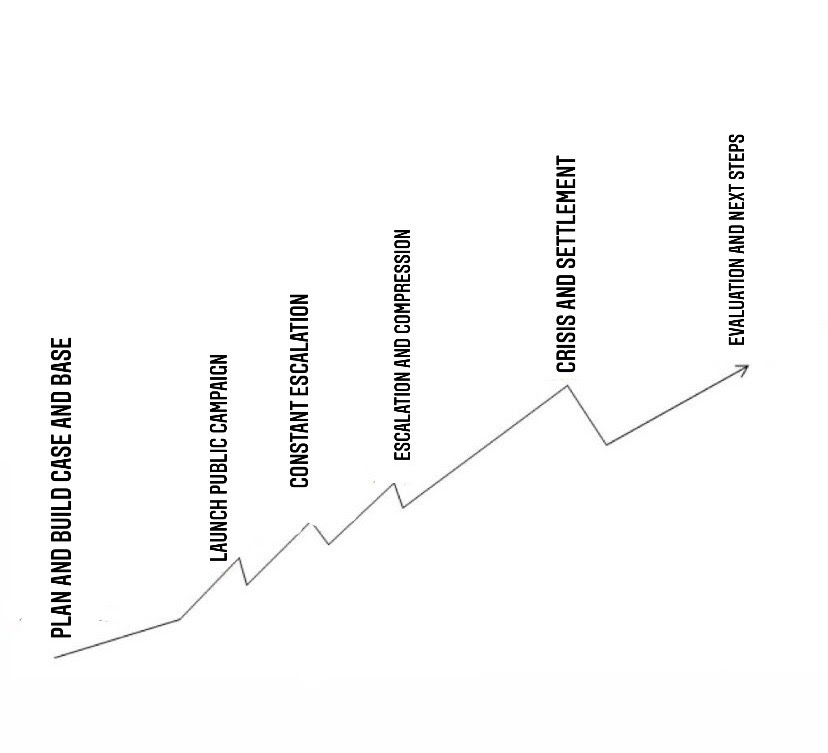 PLAN AND BUILD CASE AND BASE
LAUNCH PUBLIC CAMPAIGN
CONSTANT ESCALATION
ESCALATION AND COMPRESSION
CRISIS AND SETTLEMENT
EVALUATION AND NEXT STEPS